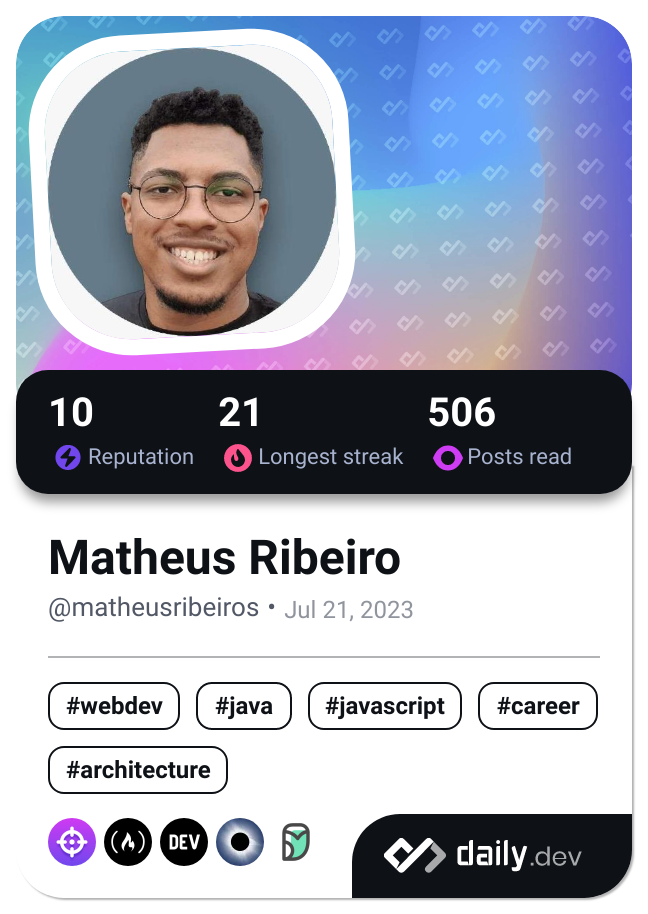 10 21 506
Reputation Longest streak Posts read
Matheus Ribeiro
@matheusribeiros • Jul 21, 2023
#webdev #java #javascript #career
#architecture
DEV
daily.dev